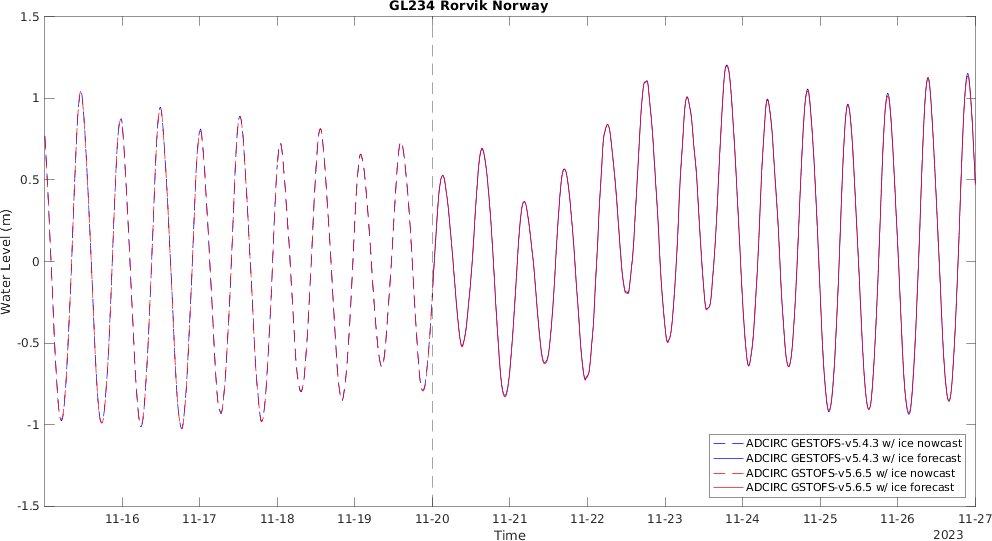 GL234 Rorvik Norway
1.5
1
0.5
0
-0.5
-1
-1.5
Water Level (m)
ADCIRC GESTOFS-v5.4.3 w/ ice nowcast
ADCIRC GESTOFS-v5.4.3 w/ ice forecast
ADCIRC GSTOFS-v5.6.5 w/ ice nowcast
ADCIRC GSTOFS-v5.6.5 w/ ice forecast
11-16 11-17 11-18 11-19 11-20 11-21 11-22 11-23 11-24 11-25 11-26 11-27
Time
2023